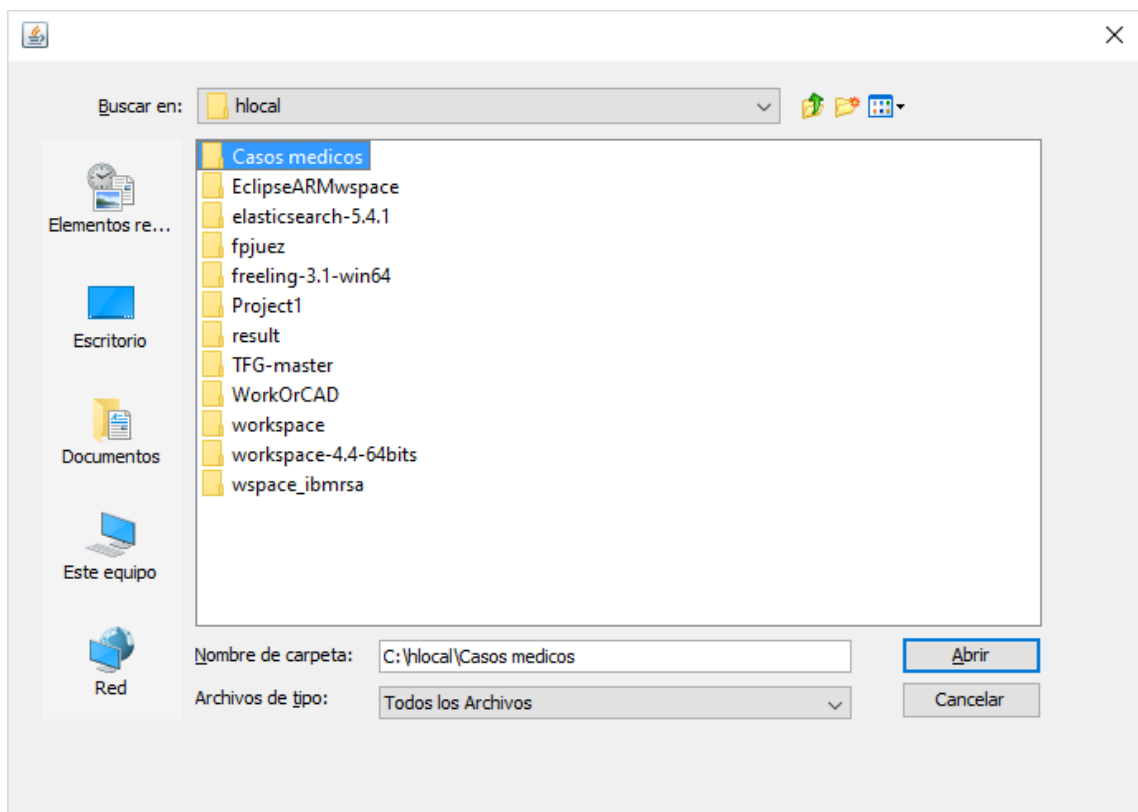 Buscar en: hlocal
Elementos re...
Escritorio
Documentos
Este equipo
Red
Casos medicos
EclipseARMwspace
elasticsearch-5.4.1
fpjuez
freeling-3.1-win64
Project1
result
TFG-master
WorkOrCAD
workspace
workspace-4.4-64bits
wspace_ibmrsa
Nombre de carpeta: C:\hlocal\Casos medicos Abrir
Archivos de tipo: Todos los Archivos Cancelar